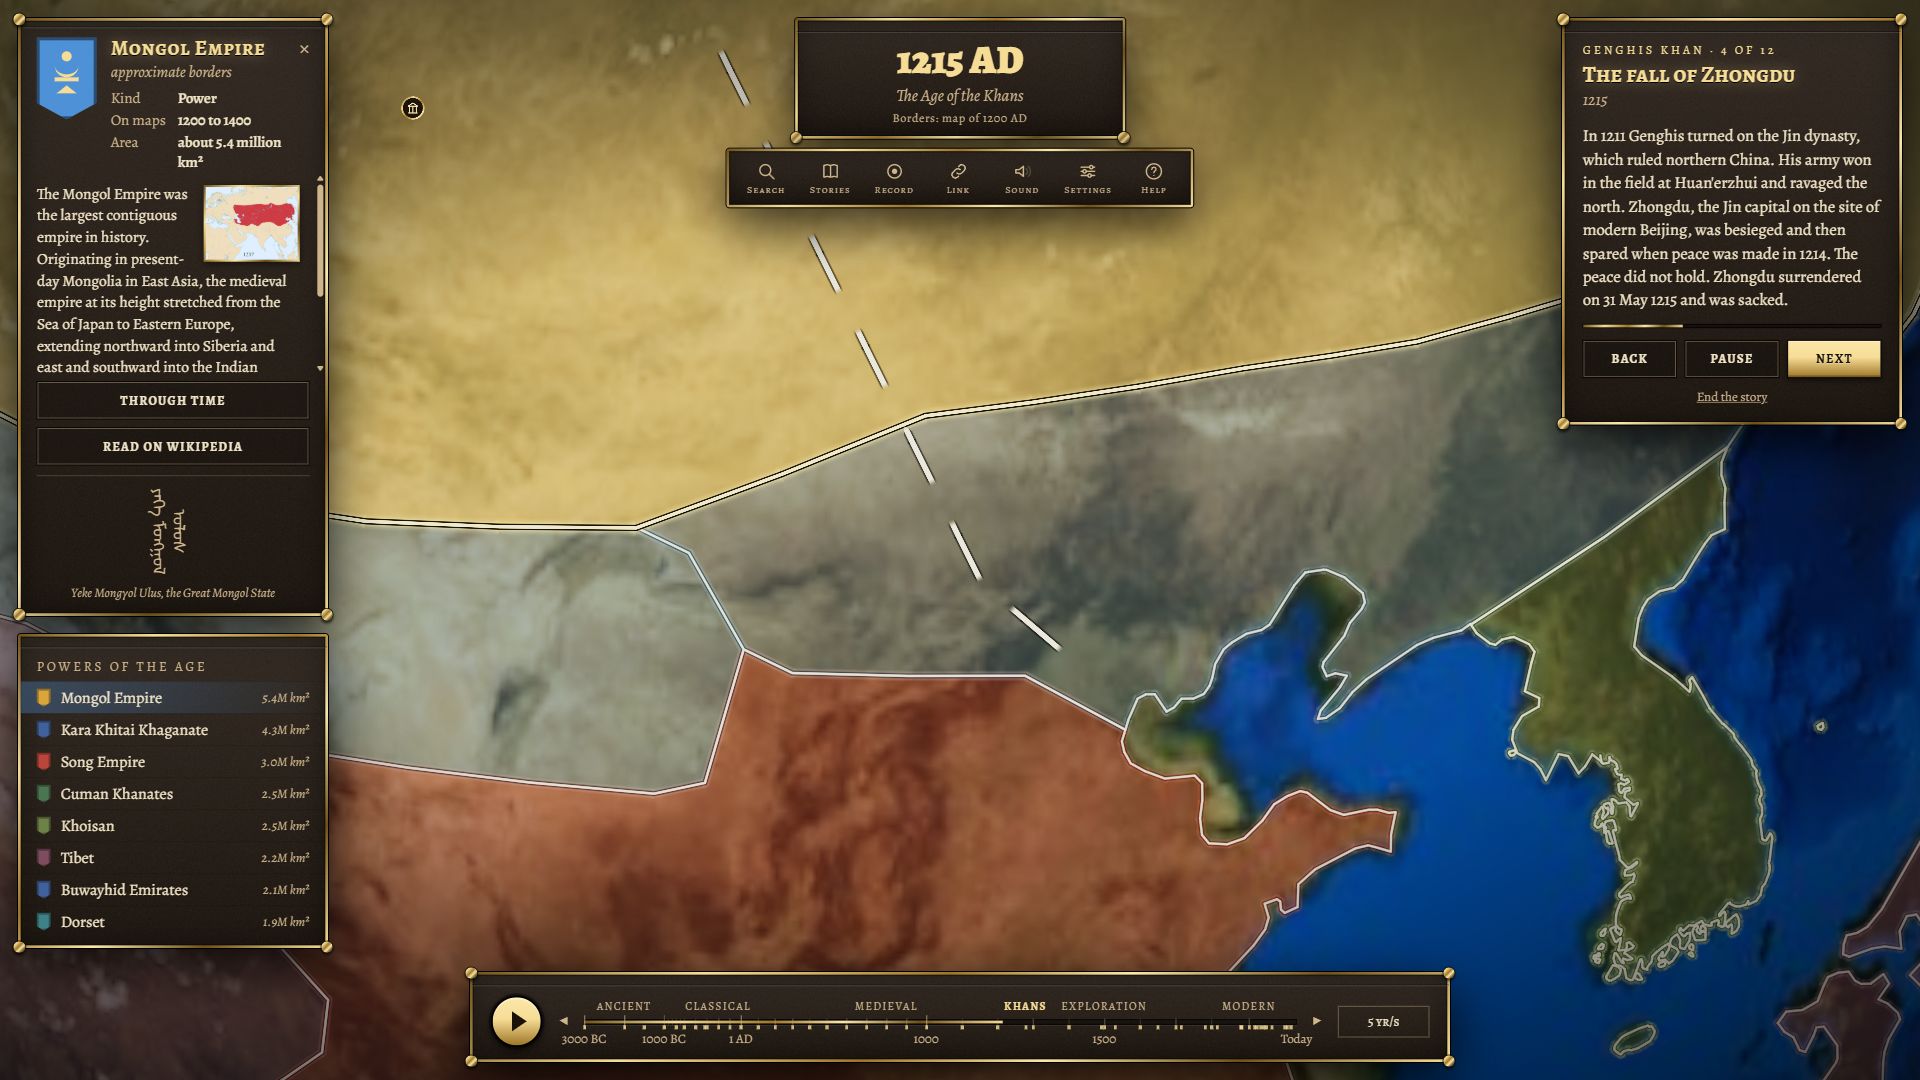 Mongol Empire
×
approximate borders
Kind Power
On maps 1200 to 1400
Area about 5.4 million
km²
The Mongol Empire was
the largest contiguous
empire in history.
Originating in present-
day Mongolia in East Asia, the medieval
empire at its height stretched from the
Sea of Japan to Eastern Europe,
extending northward into Siberia and
east and southward into the Indian
THROUGH TIME
READ ON WIKIPEDIA
Yeke Mongγol Ulus, the Great Mongol State
POWERS OF THE AGE
Mongol Empire 5.4M km²
Kara Khitai Khaganate 4.3M km²
Song Empire 3.0M km²
Cuman Khanates 2.5M km²
Khoisan 2.5M km²
Tibet 2.2M km²
Buwayhid Emirates 2.1M km²
Dorset 1.9M km²
1215 AD
The Age of the Khans
Borders: map of 1200 AD
SEARCH STORIES RECORD LINK SOUND SETTINGS HELP
GENGHIS KHAN · 4 OF 12
The fall of Zhongdu
1215
In 1211 Genghis turned on the Jin dynasty,
which ruled northern China. His army won
in the field at Huan'erzhui and ravaged the
north. Zhongdu, the Jin capital on the site of
modern Beijing, was besieged and then
spared when peace was made in 1214. The
peace did not hold. Zhongdu surrendered
on 31 May 1215 and was sacked.
BACK PAUSE NEXT
End the story
ANCIENT CLASSICAL MEDIEVAL KHANS EXPLORATION MODERN
3000 BC 1000 BC 1 AD 1000 1500 Today
5 YR/S